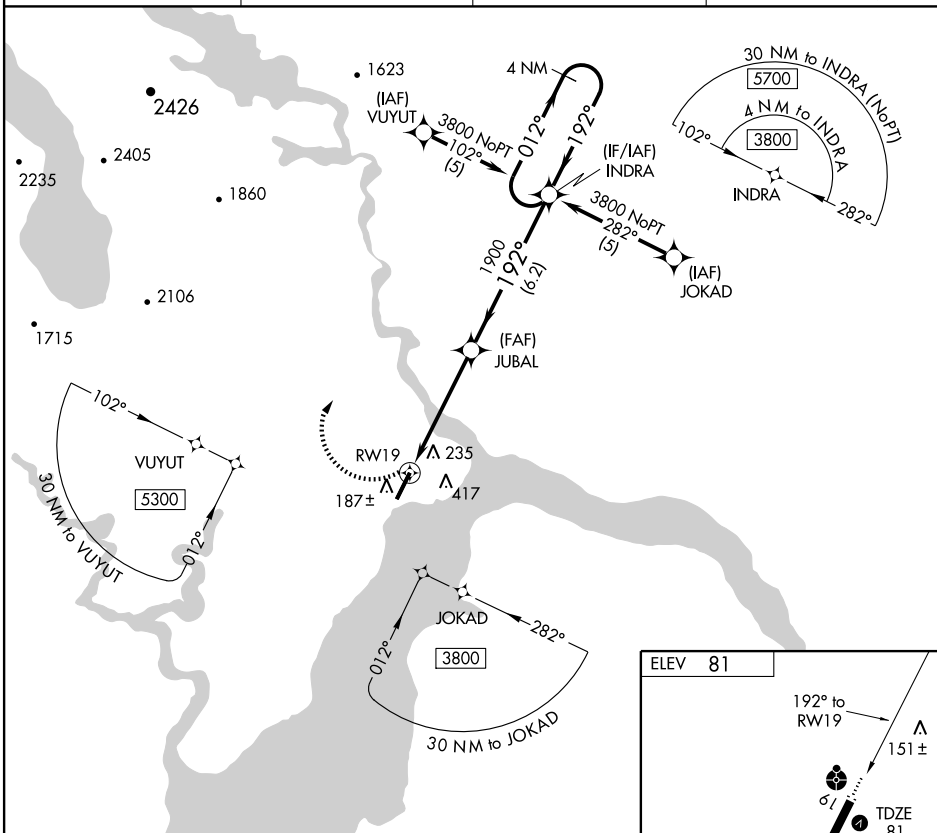 1623
4 NM
(IAF)
VUYUT
2426
3800 NoPT
102°
(5)
012°
192°
30 NM to INDRA (NoPT)
5700
4 NM to INDRA
3800
102°
INDRA
282°
2405
2235
1860
(IF/IAF)
INDRA
3800 NoPT
282°
(5)
(IAF)
JOKAD
1900
192°
(6.2)
2106
1715
(FAF)
JUBAL
102°
VUYUT
5300
012°
30 NM to VUYUT
RW19
235
187±
417
JOKAD
012°
282°
3800
30 NM to JOKAD
ELEV 81
192° to
RW19
151±
19
TDZE
81